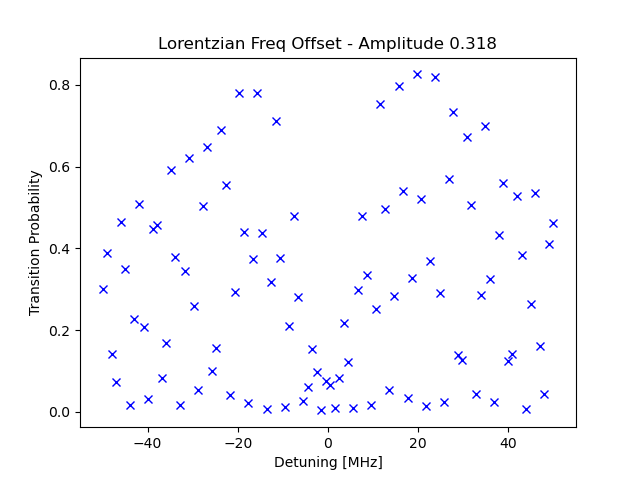 Lorentzian Freq Offset - Amplitude 0.318
0.8
0.6
0.4
0.2
0.0
Transition Probability
−40 −20 0 20 40
Detuning [MHz]